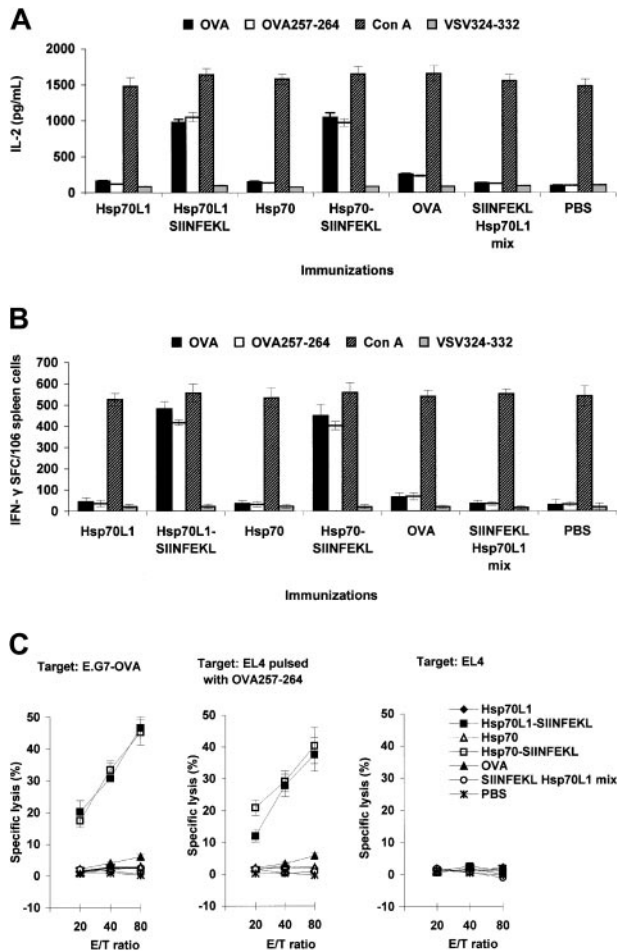 A
OVA OVA257-264 Con A VSV324-332
IL-2 (pg/mL)
2000
1500
1000
500
0
Hsp70L1 Hsp70L1 Hsp70 Hsp70- OVA SIINFEKL PBS
SIINFEKL SIINFEKL Hsp70L1
mix
Immunizations
B
OVA OVA257-264 Con A VSV324-332
IFN- γ SFC/106 spleen cells
700
600
500
400
300
200
100
0
Hsp70L1 Hsp70L1- Hsp70 Hsp70- OVA SIINFEKL PBS
SIINFEKL SIINFEKL Hsp70L1
mix
Immunizations
C
Target: E.G7-OVA
Specific lysis (%)
50
40
30
20
10
0
-10
20 40 80
E/T ratio
Target: EL4 pulsed
with OVA257-264
Specific lysis (%)
50
40
30
20
10
0
-10
20 40 80
E/T ratio
Target: EL4
Specific lysis (%)
50
40
30
20
10
0
-10
20 40 80
E/T ratio
Hsp70L1
Hsp70L1-SIINFEKL
Hsp70
Hsp70-SIINFEKL
OVA
SIINFEKL Hsp70L1 mix
PBS